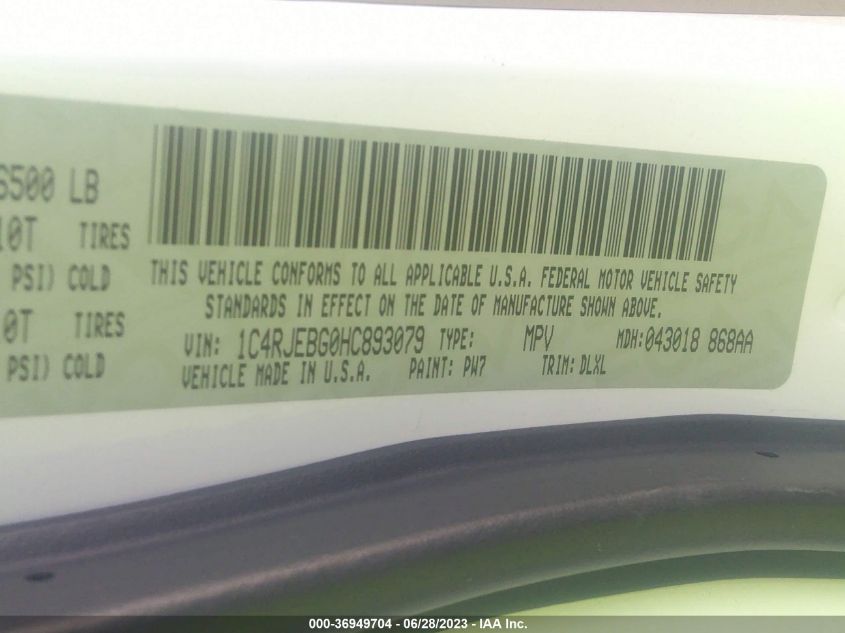 6500 LB
10T TIRES
PSI) COLD
0T TIRES
PSI) COLD
THIS VEHICLE CONFORMS TO ALL APPLICABLE U.S.A. FEDERAL MOTOR VEHICLE SAFETY
STANDARDS IN EFFECT ON THE DATE OF MANUFACTURE SHOWN ABOVE.
VIN: 1C4RJEBG0HC893079 TYPE: MPV MDH:043018 868AA
VEHICLE MADE IN U.S.A. PAINT: PW7 TRIM: DLXL
000-36949704 - 06/28/2023 - IAA Inc.